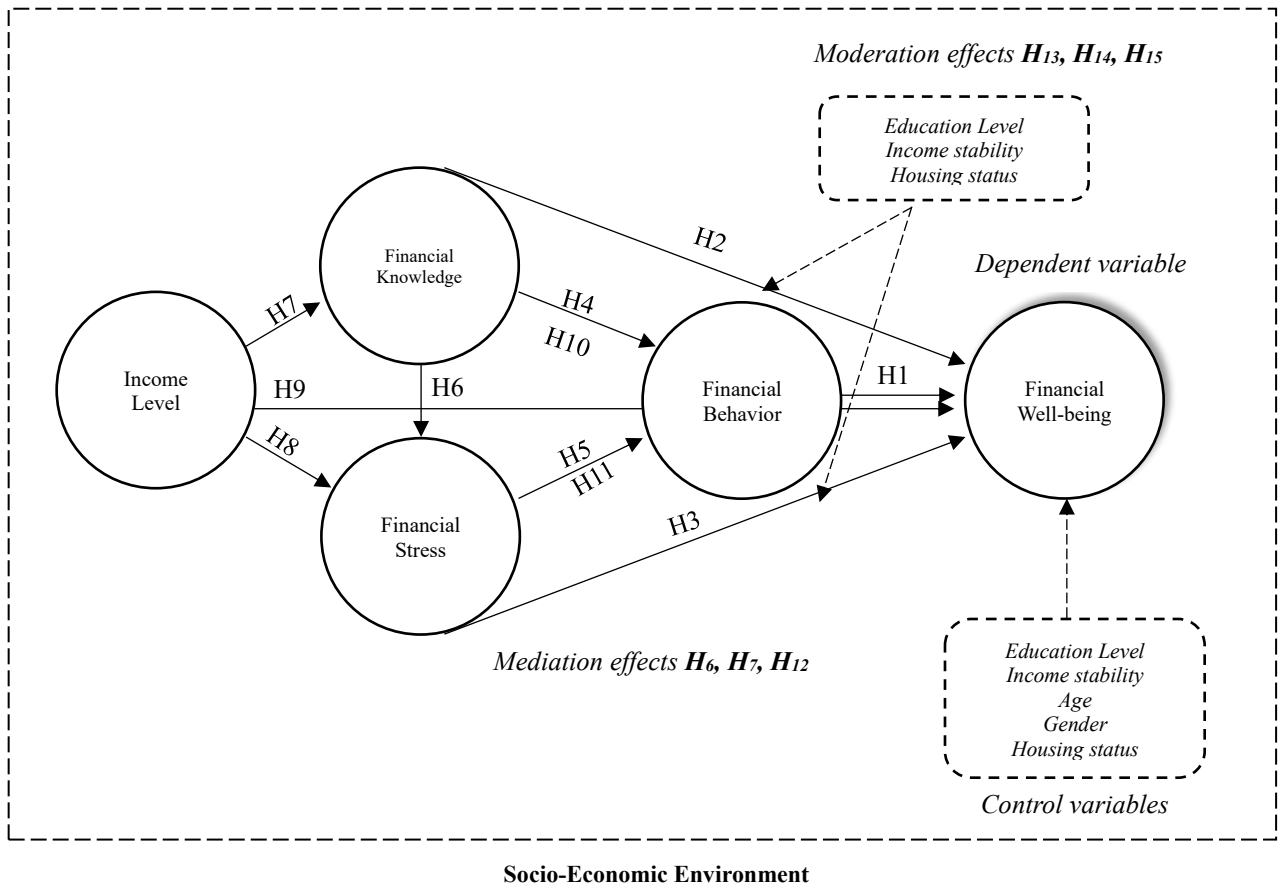 Moderation effects H13, H14, H15
Education Level
Income stability
Housing status
Financial
Knowledge
H2
Dependent variable
H7
H4
H10
Income
Level
H9
H6
Financial
Behavior
H1
Financial
Well-being
H8
H5
H11
Financial
Stress
H3
Mediation effects H6, H7, H12
Education Level
Income stability
Age
Gender
Housing status
Control variables
Socio-Economic Environment